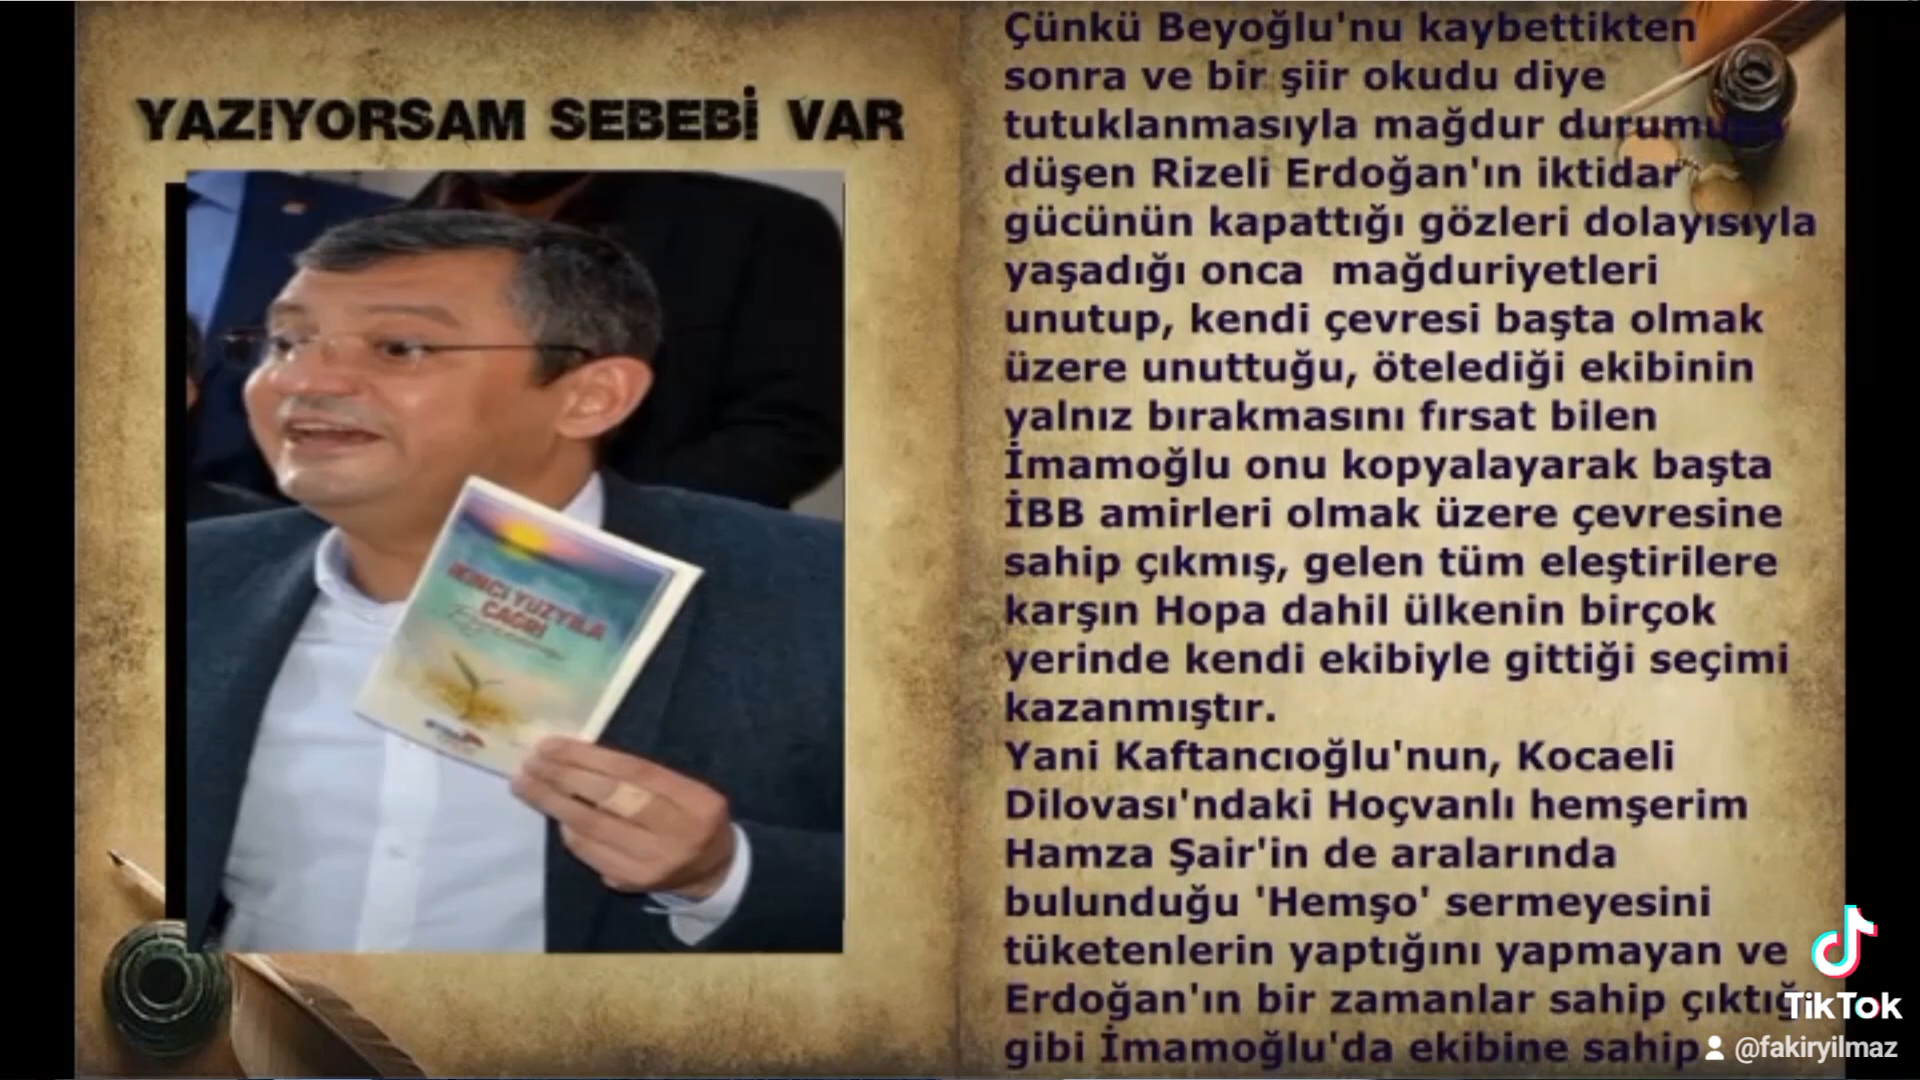 YAZIYORSAM SEBEBİ VAR
İKİNCİ YÜZYILA
ÇAĞRI
Çünkü Beyoğlu'nu kaybettikten
sonra ve bir şiir okudu diye
tutuklanmasıyla mağdur durumuna
düşen Rizeli Erdoğan'ın iktidar
gücünün kapattığı gözleri dolayısıyla
yaşadığı onca mağduriyetleri
unutup, kendi çevresi başta olmak
üzere unuttuğu, ötelediği ekibinin
yalnız bırakmasını fırsat bilen
İmamoğlu onu kopyalayarak başta
İBB amirleri olmak üzere çevresine
sahip çıkmış, gelen tüm eleştirilere
karşın Hopa dahil ülkenin birçok
yerinde kendi ekibiyle gittiği seçimi
kazanmıştır.
Yani Kaftancıoğlu'nun, Kocaeli
Dilovası'ndaki Hoçvanlı hemşerim
Hamza Şair'in de aralarında
bulunduğu 'Hemşo' sermeyesini
tüketenlerin yaptığını yapmayan ve
Erdoğan'ın bir zamanlar sahip çıktığı
gibi İmamoğlu'da ekibine sahip
TikTok
@fakiryilmaz